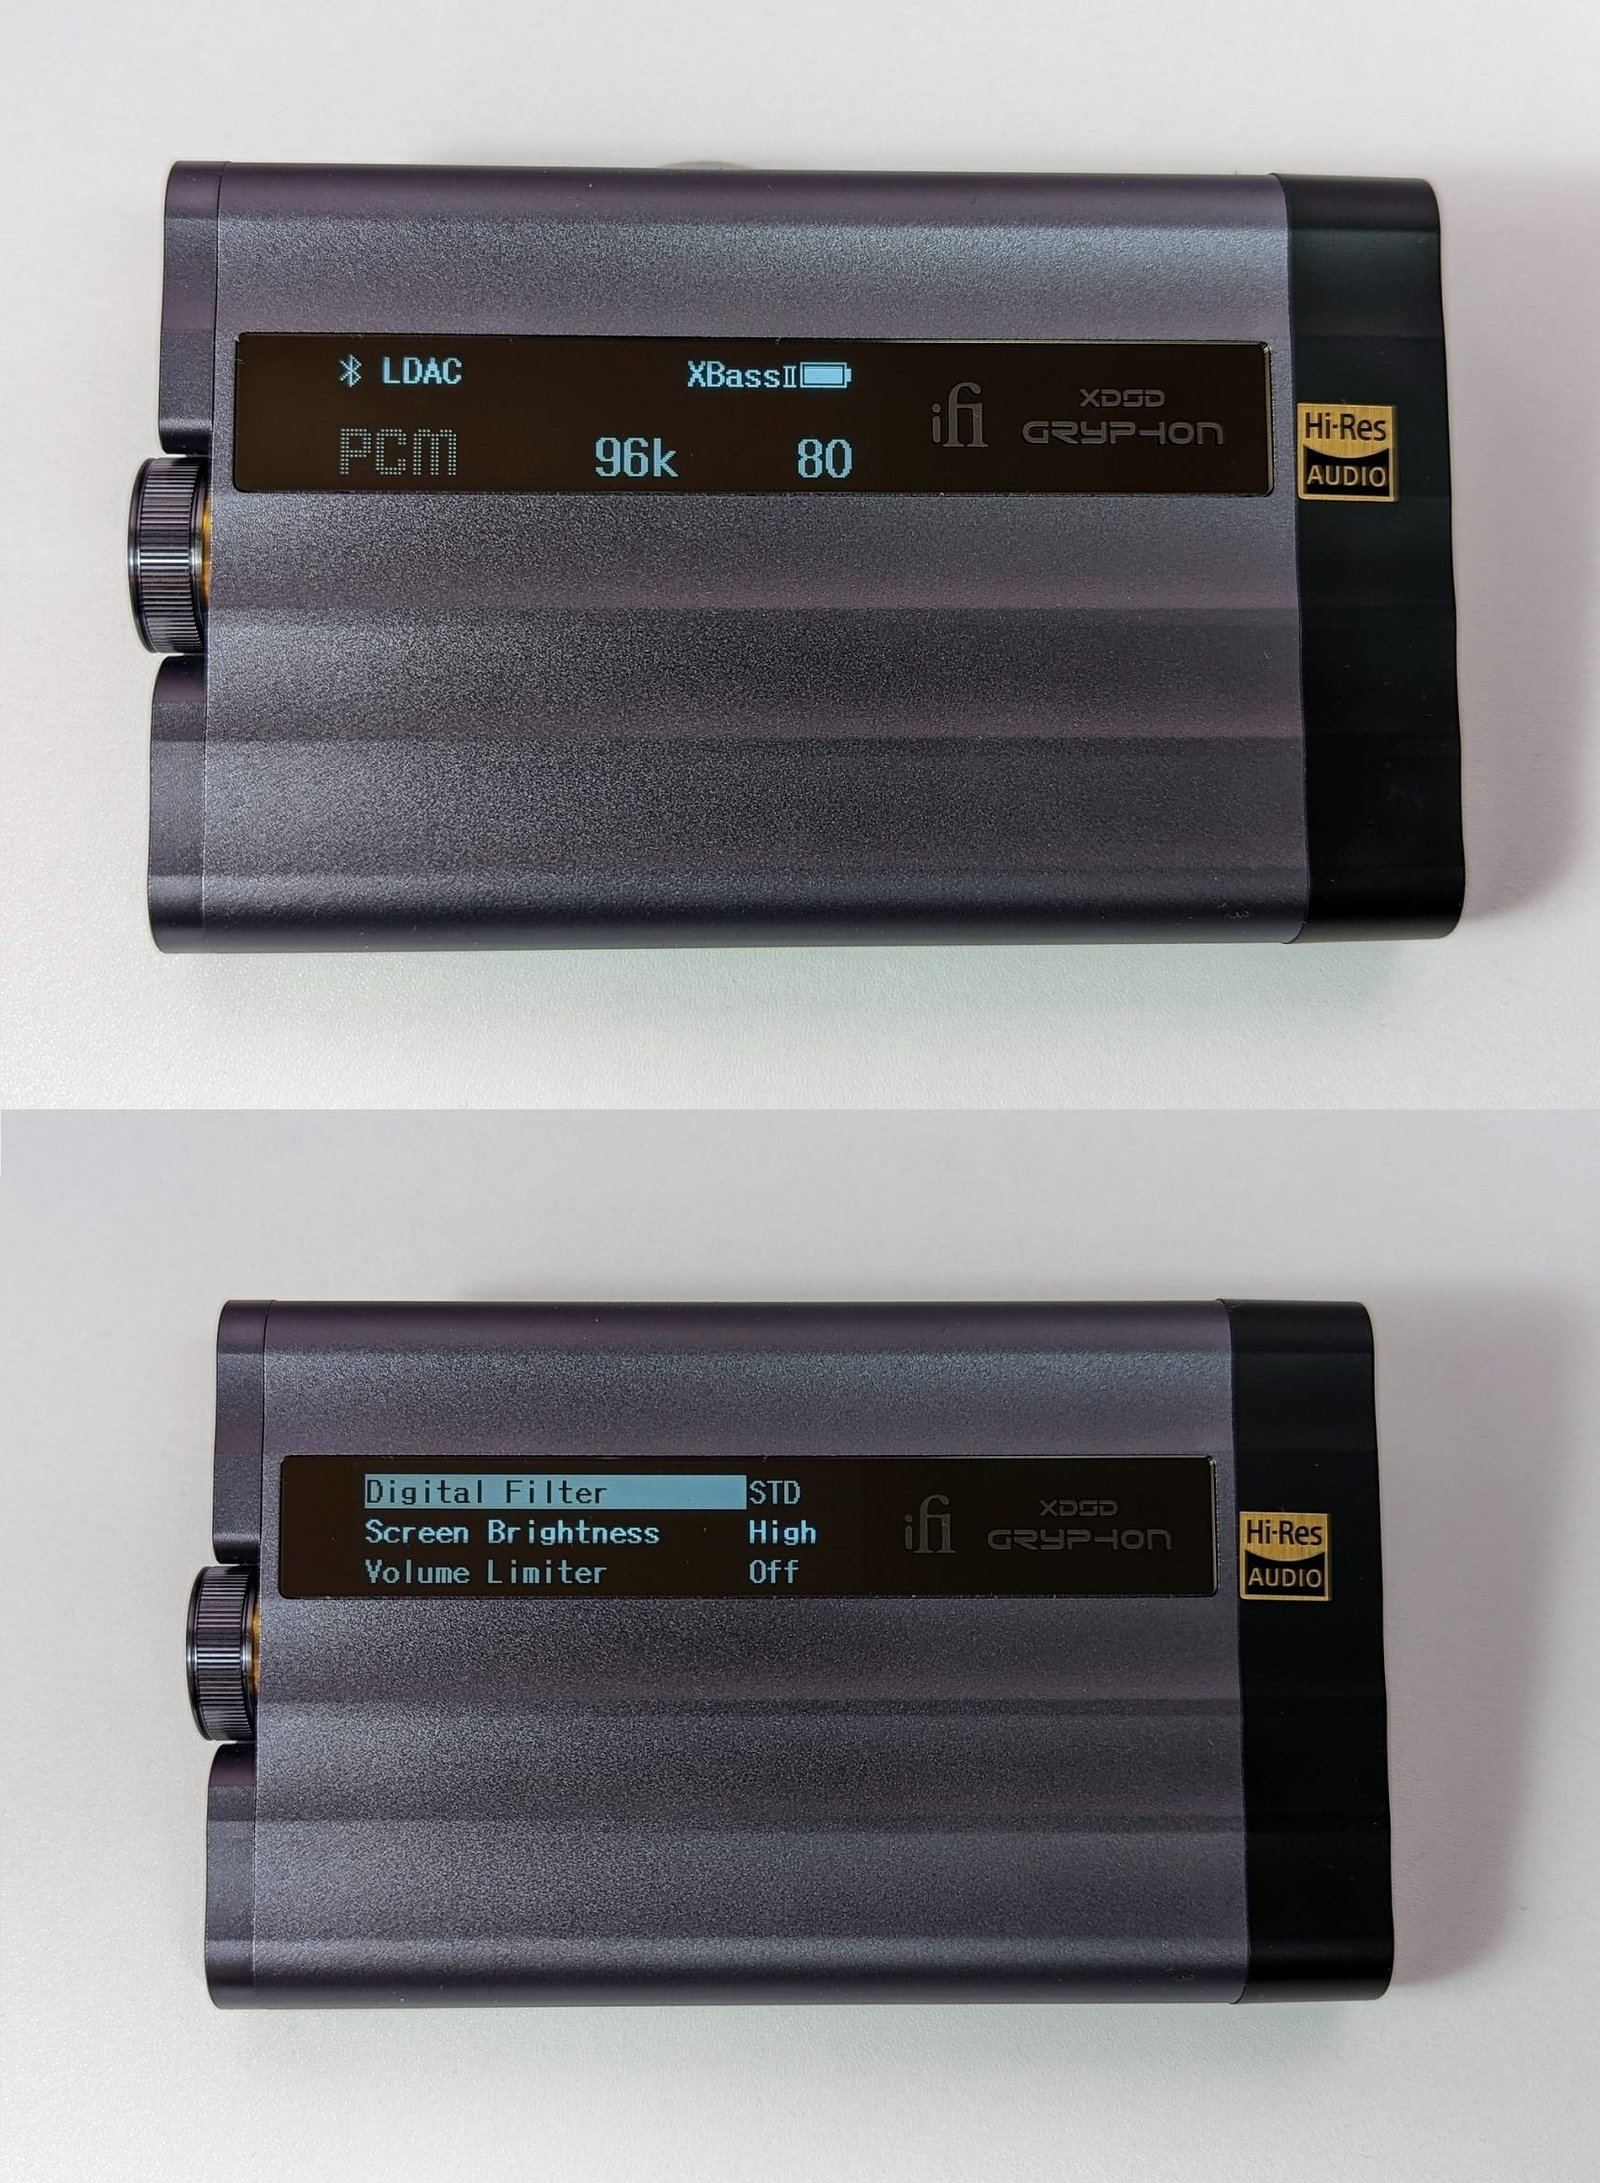 LDAC XBassII
PCM 96k 80
ifi XDSD
GRYPHON
Hi-Res
AUDIO
Digital Filter STD
Screen Brightness High
Volume Limiter Off
ifi XDSD
GRYPHON
Hi-Res
AUDIO